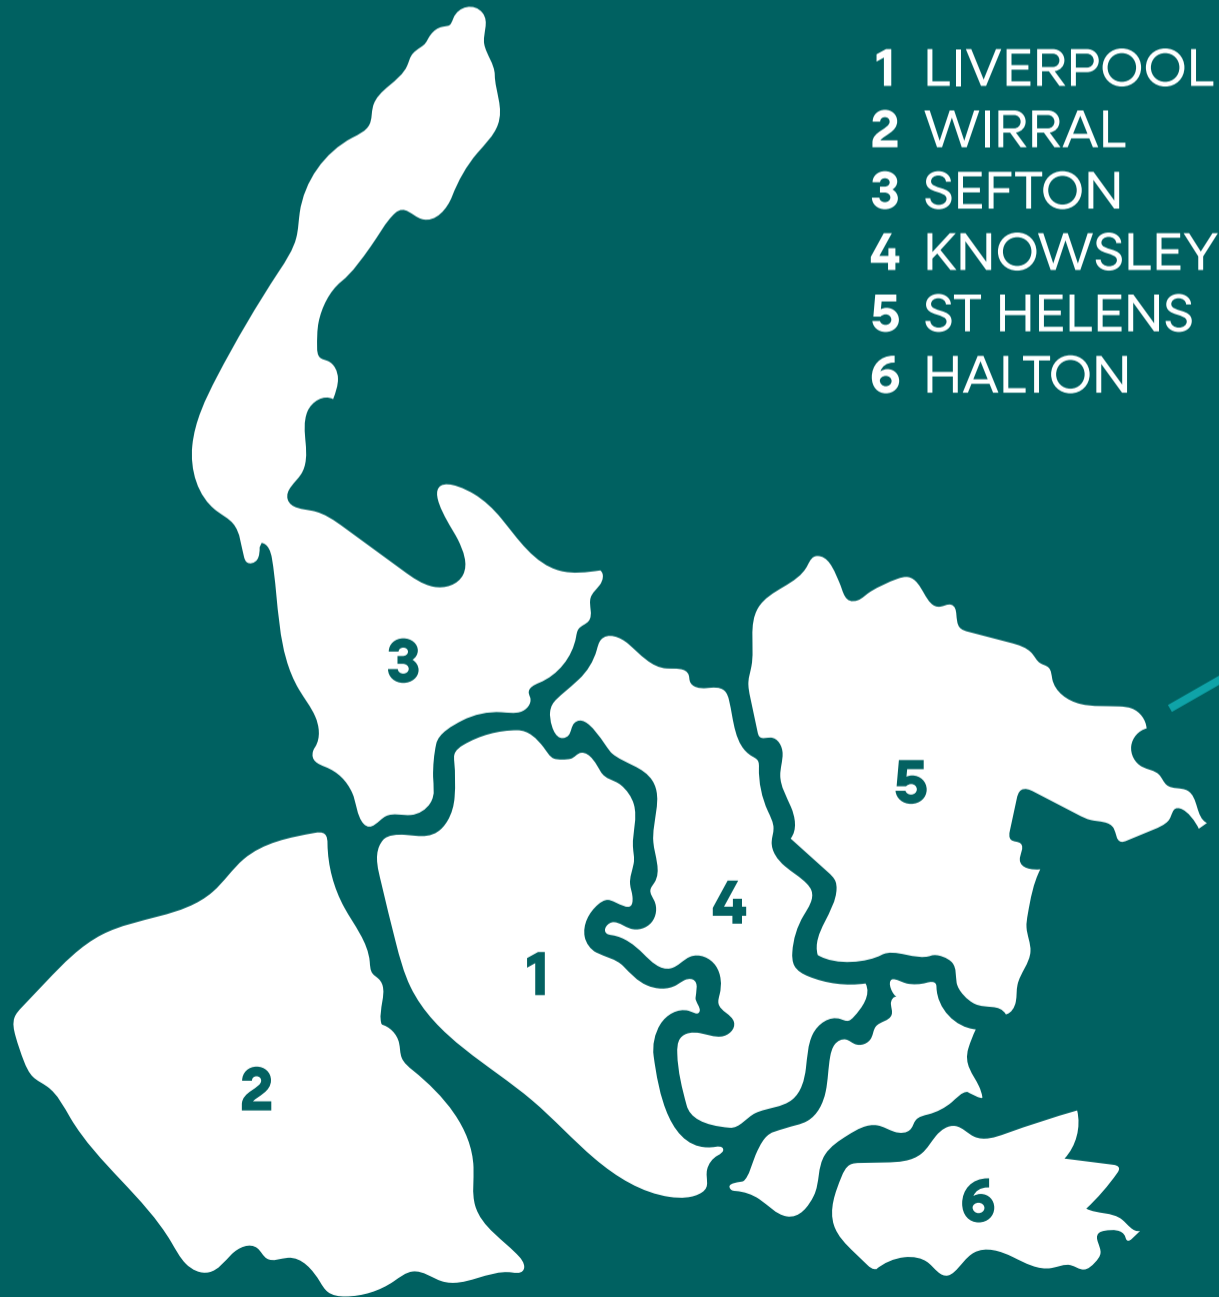 1 LIVERPOOL
2 WIRRAL
3 SEFTON
4 KNOWSLEY
5 ST HELENS
6 HALTON
3
5
4
1
2
6